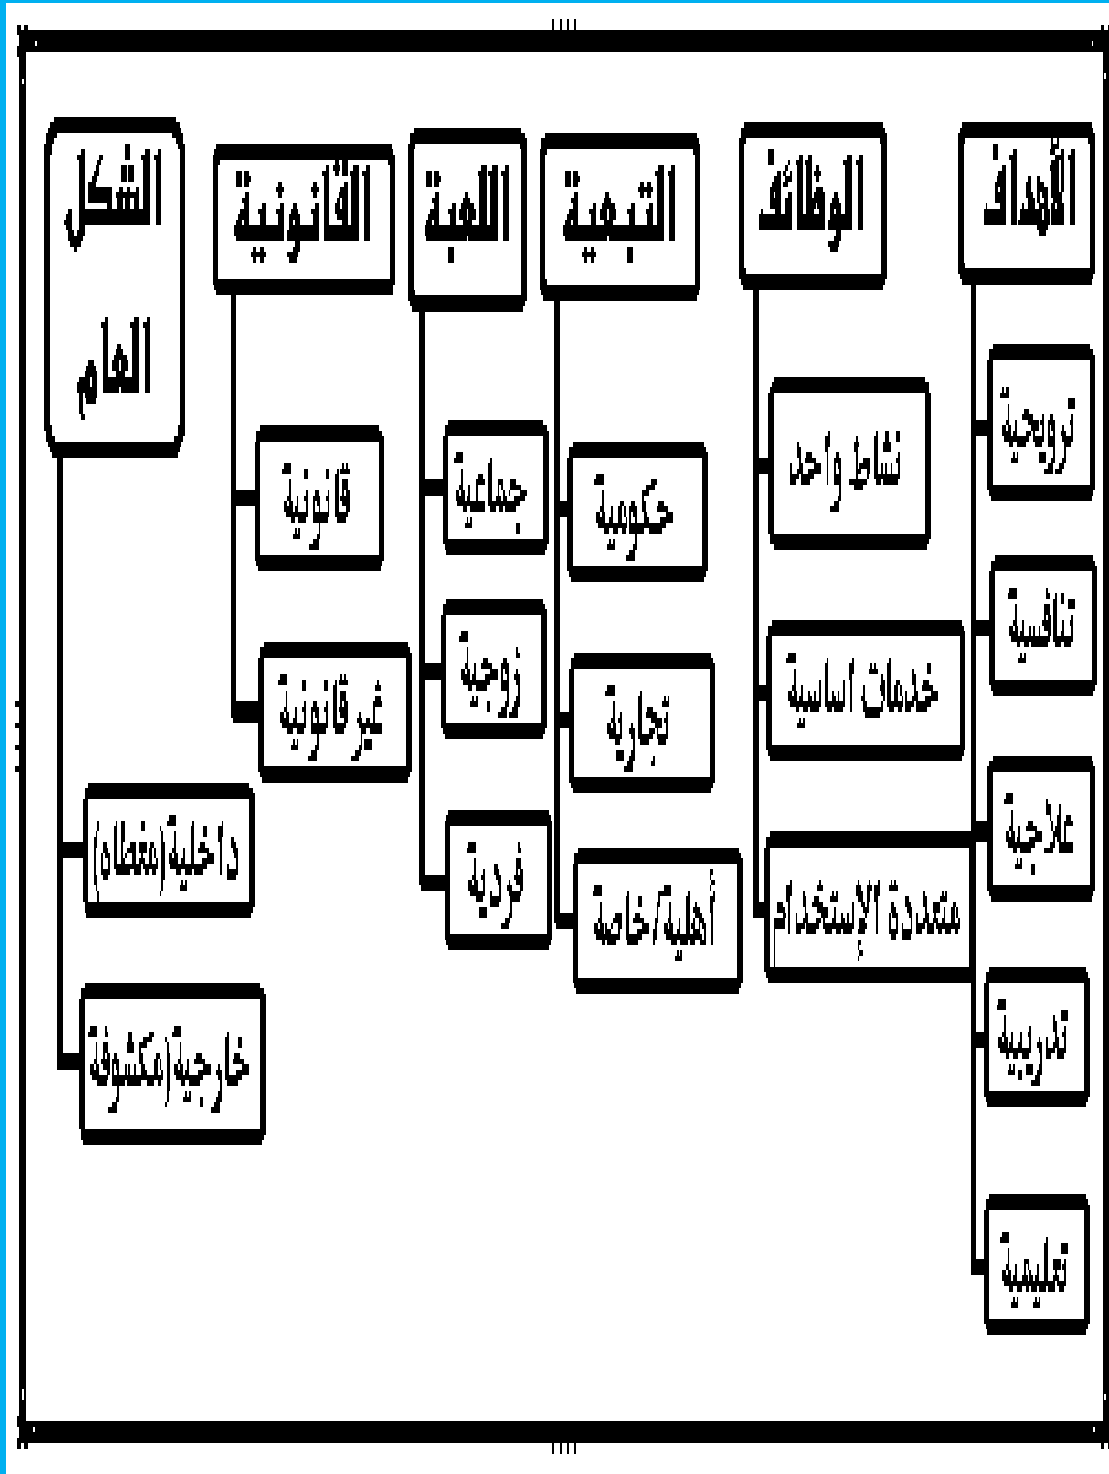 الأهداف
ترويحية
تنافسية
علاجية
تدريبية
تعليمية
الوظائف
نشاط واحد
خدمات اساسية
متعددة الإستخدام
التبعية
حكومية
تجارية
أهلية/خاصة
اللعبة
جماعية
زوجية
فردية
القانونية
قانونية
غير قانونية
الشكل
العام
داخلية(مغطاه)
خارجية(مكشوفة